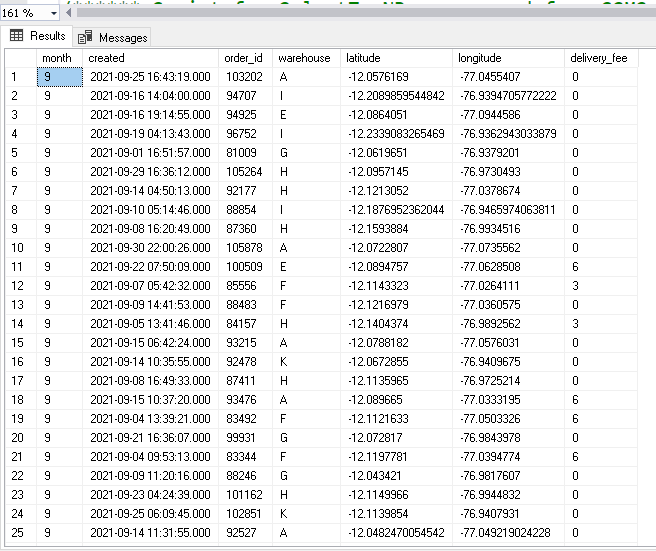 161 %
Results Messages
month created order_id warehouse latitude longitude delivery_fee
1 9 2021-09-25 16:43:19.000 103202 A -12.0576169 -77.0455407 0
2 9 2021-09-16 14:04:00.000 94707 I -12.2089859544842 -76.9394705772222 0
3 9 2021-09-16 19:14:55.000 94925 E -12.0864051 -77.0944586 0
4 9 2021-09-19 04:13:43.000 96752 I -12.2339083265469 -76.9362943033879 0
5 9 2021-09-01 16:51:57.000 81009 G -12.0619651 -76.9379201 0
6 9 2021-09-29 16:36:12.000 105264 H -12.0957145 -76.9730493 0
7 9 2021-09-14 04:50:13.000 92177 H -12.1213052 -77.0378674 0
8 9 2021-09-10 05:14:46.000 88854 I -12.1876952362044 -76.9465974063811 0
9 9 2021-09-08 16:20:49.000 87360 H -12.1593884 -76.9934516 0
10 9 2021-09-30 22:00:26.000 105878 A -12.0722807 -77.0735562 0
11 9 2021-09-22 07:50:09.000 100509 E -12.0894757 -77.0628508 6
12 9 2021-09-07 05:42:32.000 85556 F -12.1143323 -77.0264111 3
13 9 2021-09-09 14:41:53.000 88483 F -12.1216979 -77.0360575 0
14 9 2021-09-05 13:41:46.000 84157 H -12.1404374 -76.9892562 3
15 9 2021-09-15 06:42:24.000 93215 A -12.0788182 -77.0576031 0
16 9 2021-09-14 10:35:55.000 92478 K -12.0672855 -76.9409675 0
17 9 2021-09-08 16:49:33.000 87411 H -12.1135965 -76.9725214 0
18 9 2021-09-15 10:37:20.000 93476 A -12.089665 -77.0333195 6
19 9 2021-09-04 13:39:21.000 83492 F -12.1121633 -77.0503326 6
20 9 2021-09-21 16:36:07.000 99931 G -12.072817 -76.9843978 0
21 9 2021-09-04 09:53:13.000 83344 F -12.1197781 -77.0394774 6
22 9 2021-09-09 11:20:16.000 88246 G -12.043421 -76.9817607 0
23 9 2021-09-23 04:24:39.000 101162 H -12.1149966 -76.9944832 0
24 9 2021-09-25 06:09:45.000 102851 K -12.1139854 -76.9407931 0
25 9 2021-09-14 11:31:55.000 92527 A -12.0482470054542 -77.049219024228 0